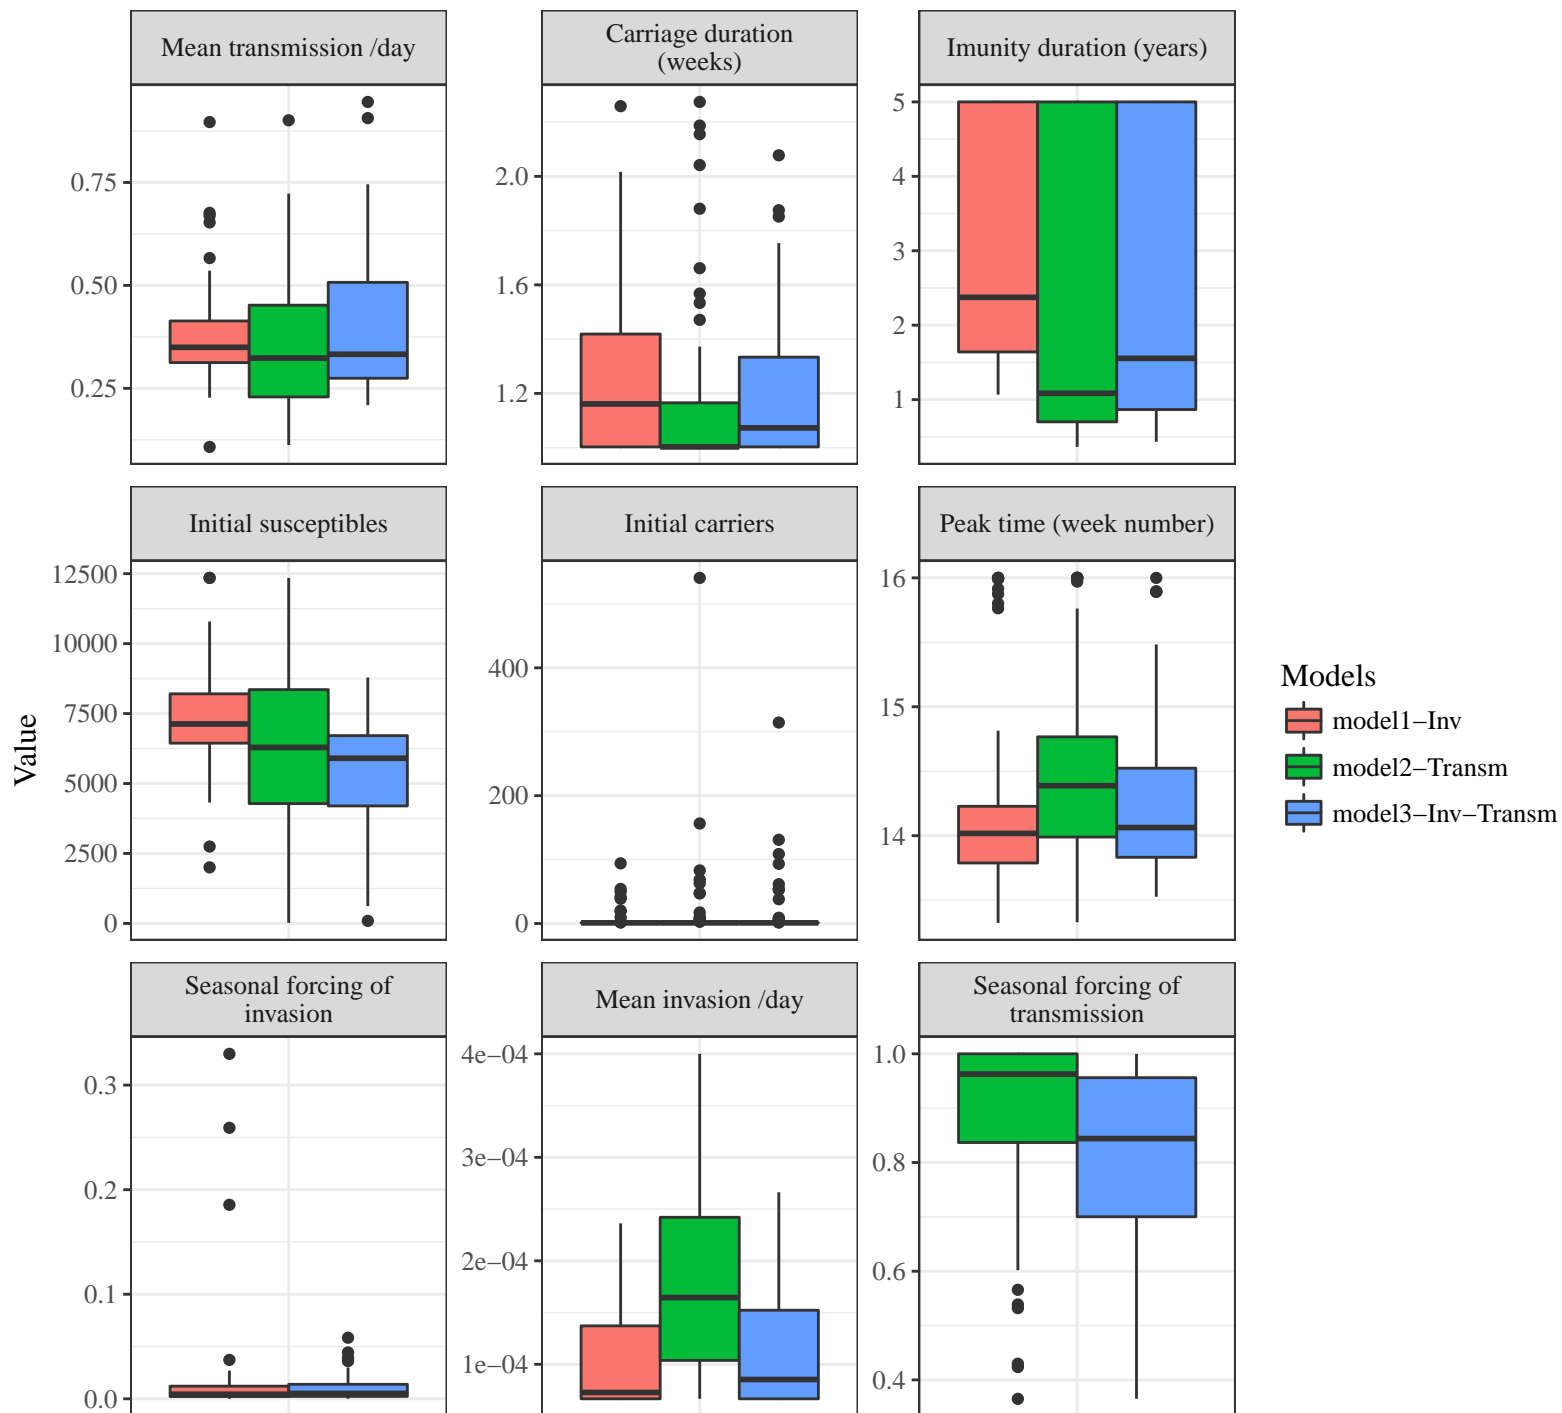 Mean transmission /day
Carriage duration
(weeks)
Imunity duration (years)
0.75
0.50
0.25
2.0
1.6
1.2
5
4
3
2
1
Initial susceptibles
Initial carriers
Peak time (week number)
12500
10000
7500
5000
2500
0
400
200
0
16
15
14
Seasonal forcing of
invasion
Mean invasion /day
Seasonal forcing of
transmission
0.3
0.2
0.1
0.0
4e−04
3e−04
2e−04
1e−04
1.0
0.8
0.6
0.4
Value
Models
model1−Inv
model2−Transm
model3−Inv−Transm